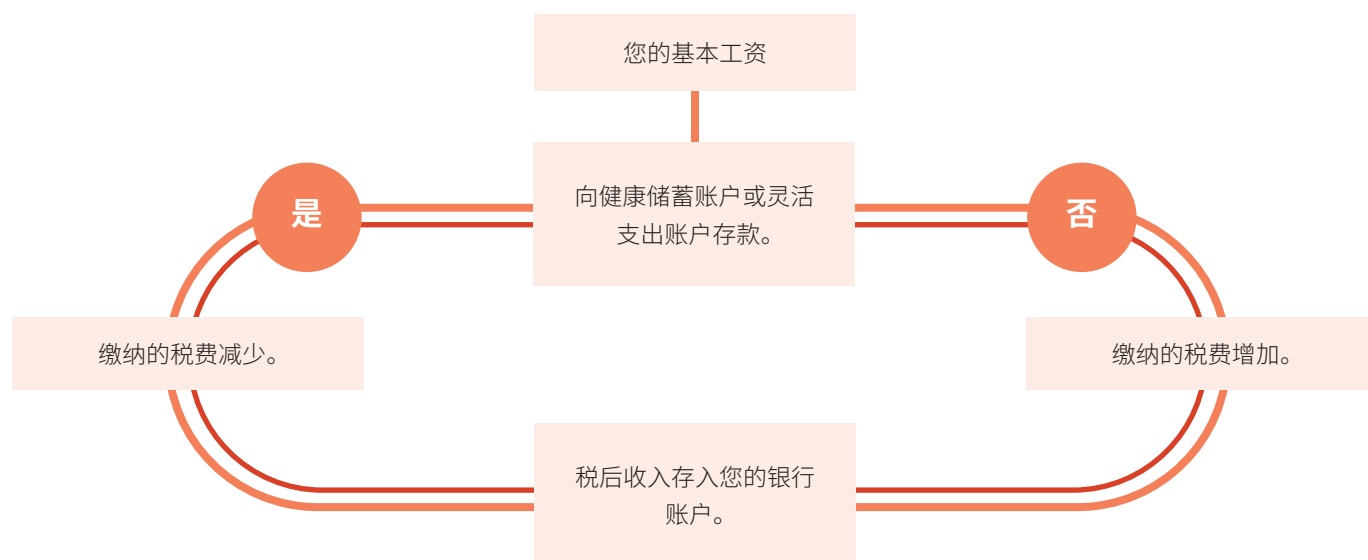 您的基本工资
向健康储蓄账户或灵活
支出账户存款。
是
否
缴纳的税费减少。
缴纳的税费增加。
税后收入存入您的银行
账户。